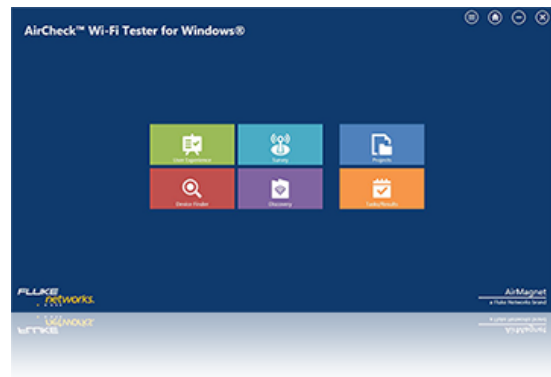 AirCheck™ Wi-Fi Tester for Windows®
User Experience
Survey
Projects
Device Finder
Discovery
Tasks/Results
FLUKE
networks.
AirMagnet
a Fluke Networks brand